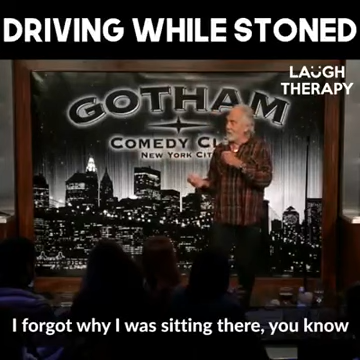 DRIVING WHILE STONED
LAUGH
THERAPY
GOTHAM
COMEDY CL
NEW YORK CIT
I forgot why I was sitting there, you know